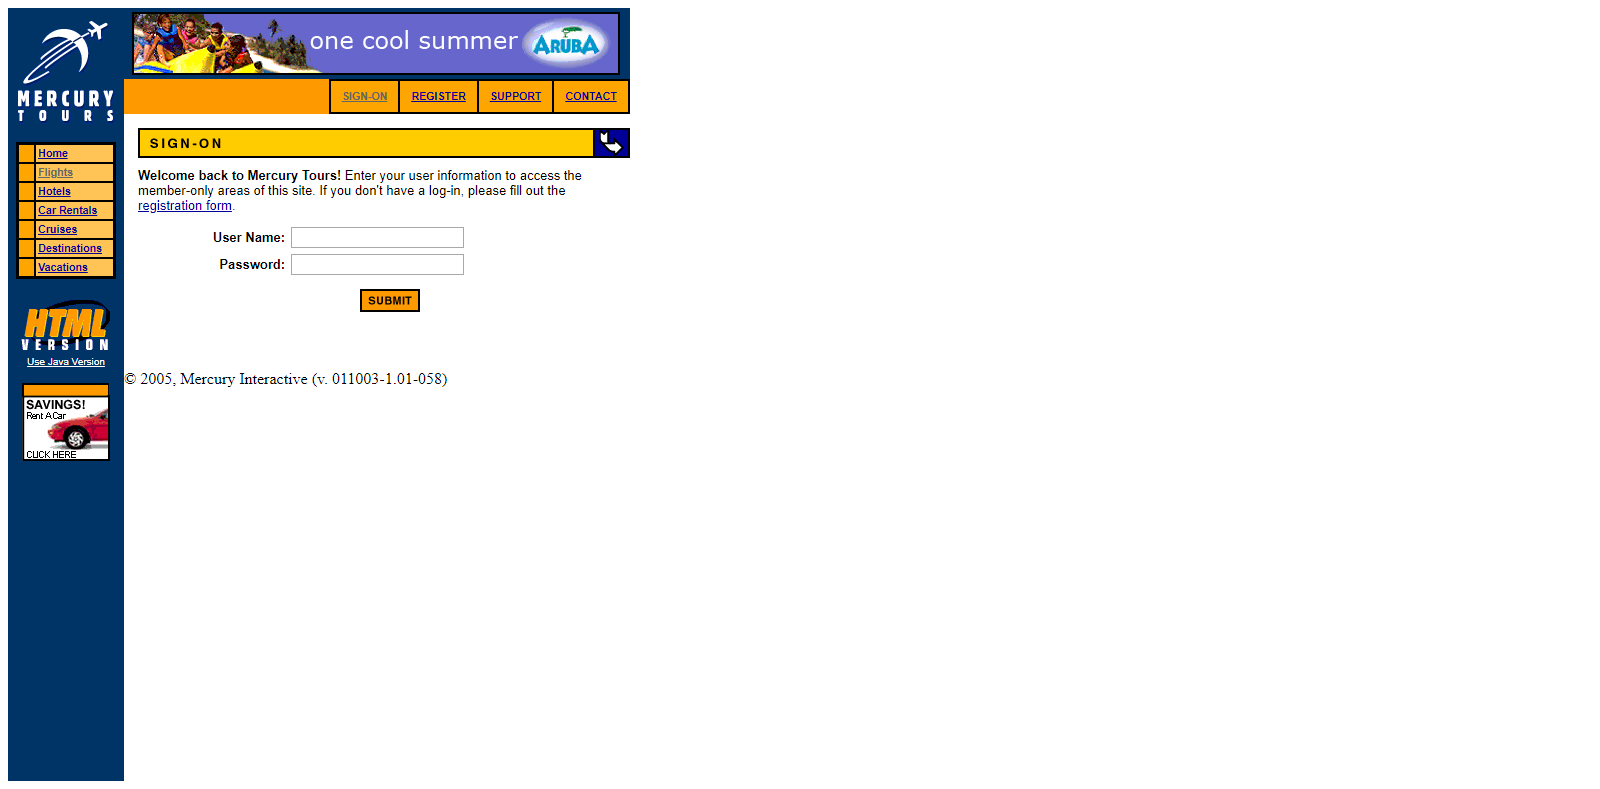 one cool summer ARUBA
MERCURY
TOURS
SIGN-ON REGISTER SUPPORT CONTACT
Home
Flights
Hotels
Car Rentals
Cruises
Destinations
Vacations
HTML
VERSION
Use Java Version
SAVINGS!
Rent A Car
CLICK HERE
SIGN-ON
Welcome back to Mercury Tours! Enter your user information to access the
member-only areas of this site. If you don't have a log-in, please fill out the
registration form.
User Name:
Password:
SUBMIT
© 2005, Mercury Interactive (v. 011003-1.01-058)